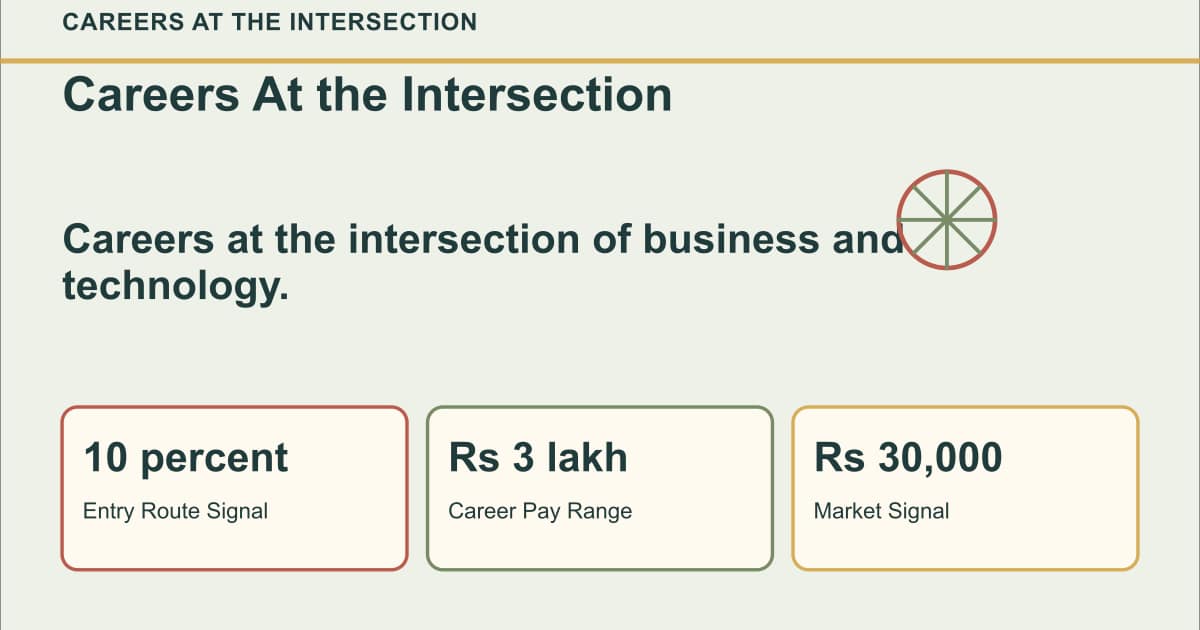 CAREERS AT THE INTERSECTION
Careers At the Intersection
Careers at the intersection of business and
technology.
10 percent
Entry Route Signal
Rs 3 lakh
Career Pay Range
Rs 30,000
Market Signal